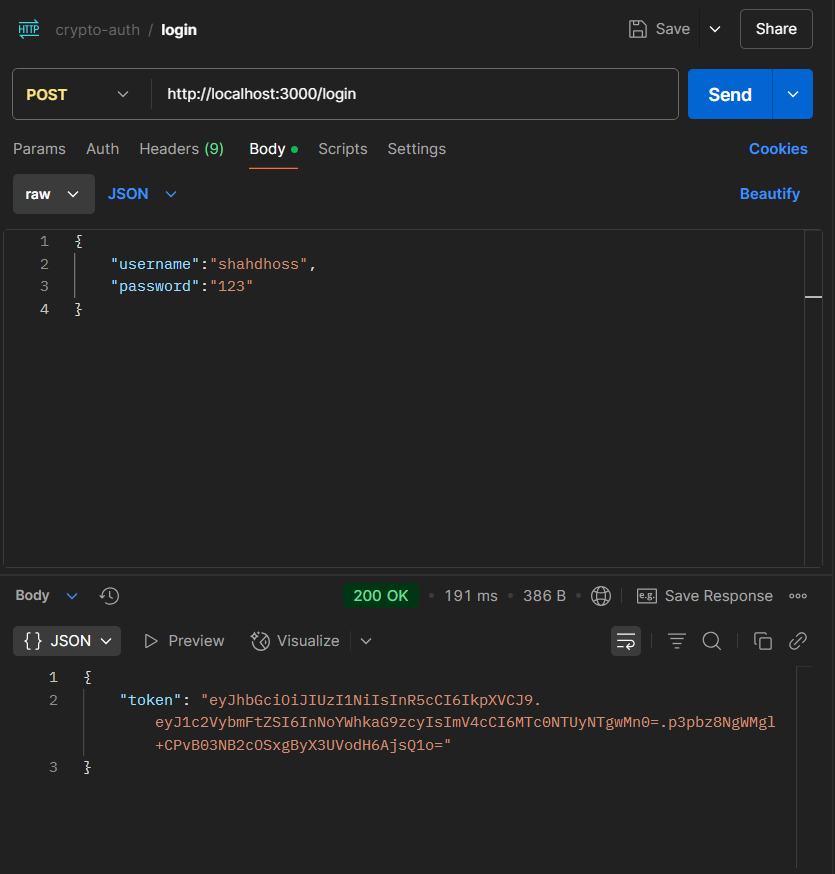 HTTP crypto-auth / login Save Share
POST http://localhost:3000/login Send
Params Auth Headers (9) Body Scripts Settings Cookies
raw JSON Beautify
1 {
2 "username":"shahdhoss",
3 "password":"123"
4 }
Body 200 OK • 191 ms • 386 B • e.g. Save Response
{} JSON Preview Visualize
1 {
2 "token": "eyJhbGciOiJIUzI1NiIsInR5cCI6IkpXVCJ9.
eyJ1c2VybmFtZSI6InNoYWhkaG9zcyIsImV4cCI6MTc0NTUyNTgwMn0=.p3pbz8NgWMgl
+CPvB03NB2cOSxgByX3UVodH6AjsQ1o="
3 }